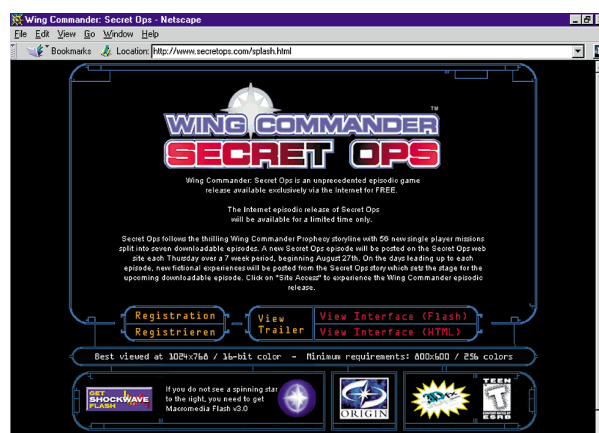 Wing Commander: Secret Ops - Netscape
File Edit View Go Window Help
Bookmarks Location: http://www.secretops.com/splash.html
WING COMMANDER
TM
SECRET OPS
Wing Commander: Secret Ops is an unprecedented episodic game
release available exclusively via the Internet for FREE.
The Internet episodic release of Secret Ops
will be available for a limited time only.
Secret Ops follows the thrilling Wing Commander Prophecy storyline with 56 new single player missions
split into seven downloadable episodes. A new Secret Ops episode will be posted on the Secret Ops web
site each Thursday over a 7 week period, beginning August 27th. On the days leading up to each
episode, new fictional experiences will be posted from the Secret Ops story which sets the stage for the
upcoming downloadable episode. Click on "Site Access" to experience the Wing Commander episodic
release.
Registration
Registrieren
View
Trailer
View Interface (Flash)
View Interface (HTML)
Best viewed at 1024x768 / 16-bit color - Minimum requirements: 800x600 / 256 colors
GET
SHOCKWAVE
FLASH
If you do not see a spinning star
to the right, you need to get
Macromedia Flash v3.0
ORIGIN
3Dfx
TEEN
T
CONTENT RATED BY
ESRB